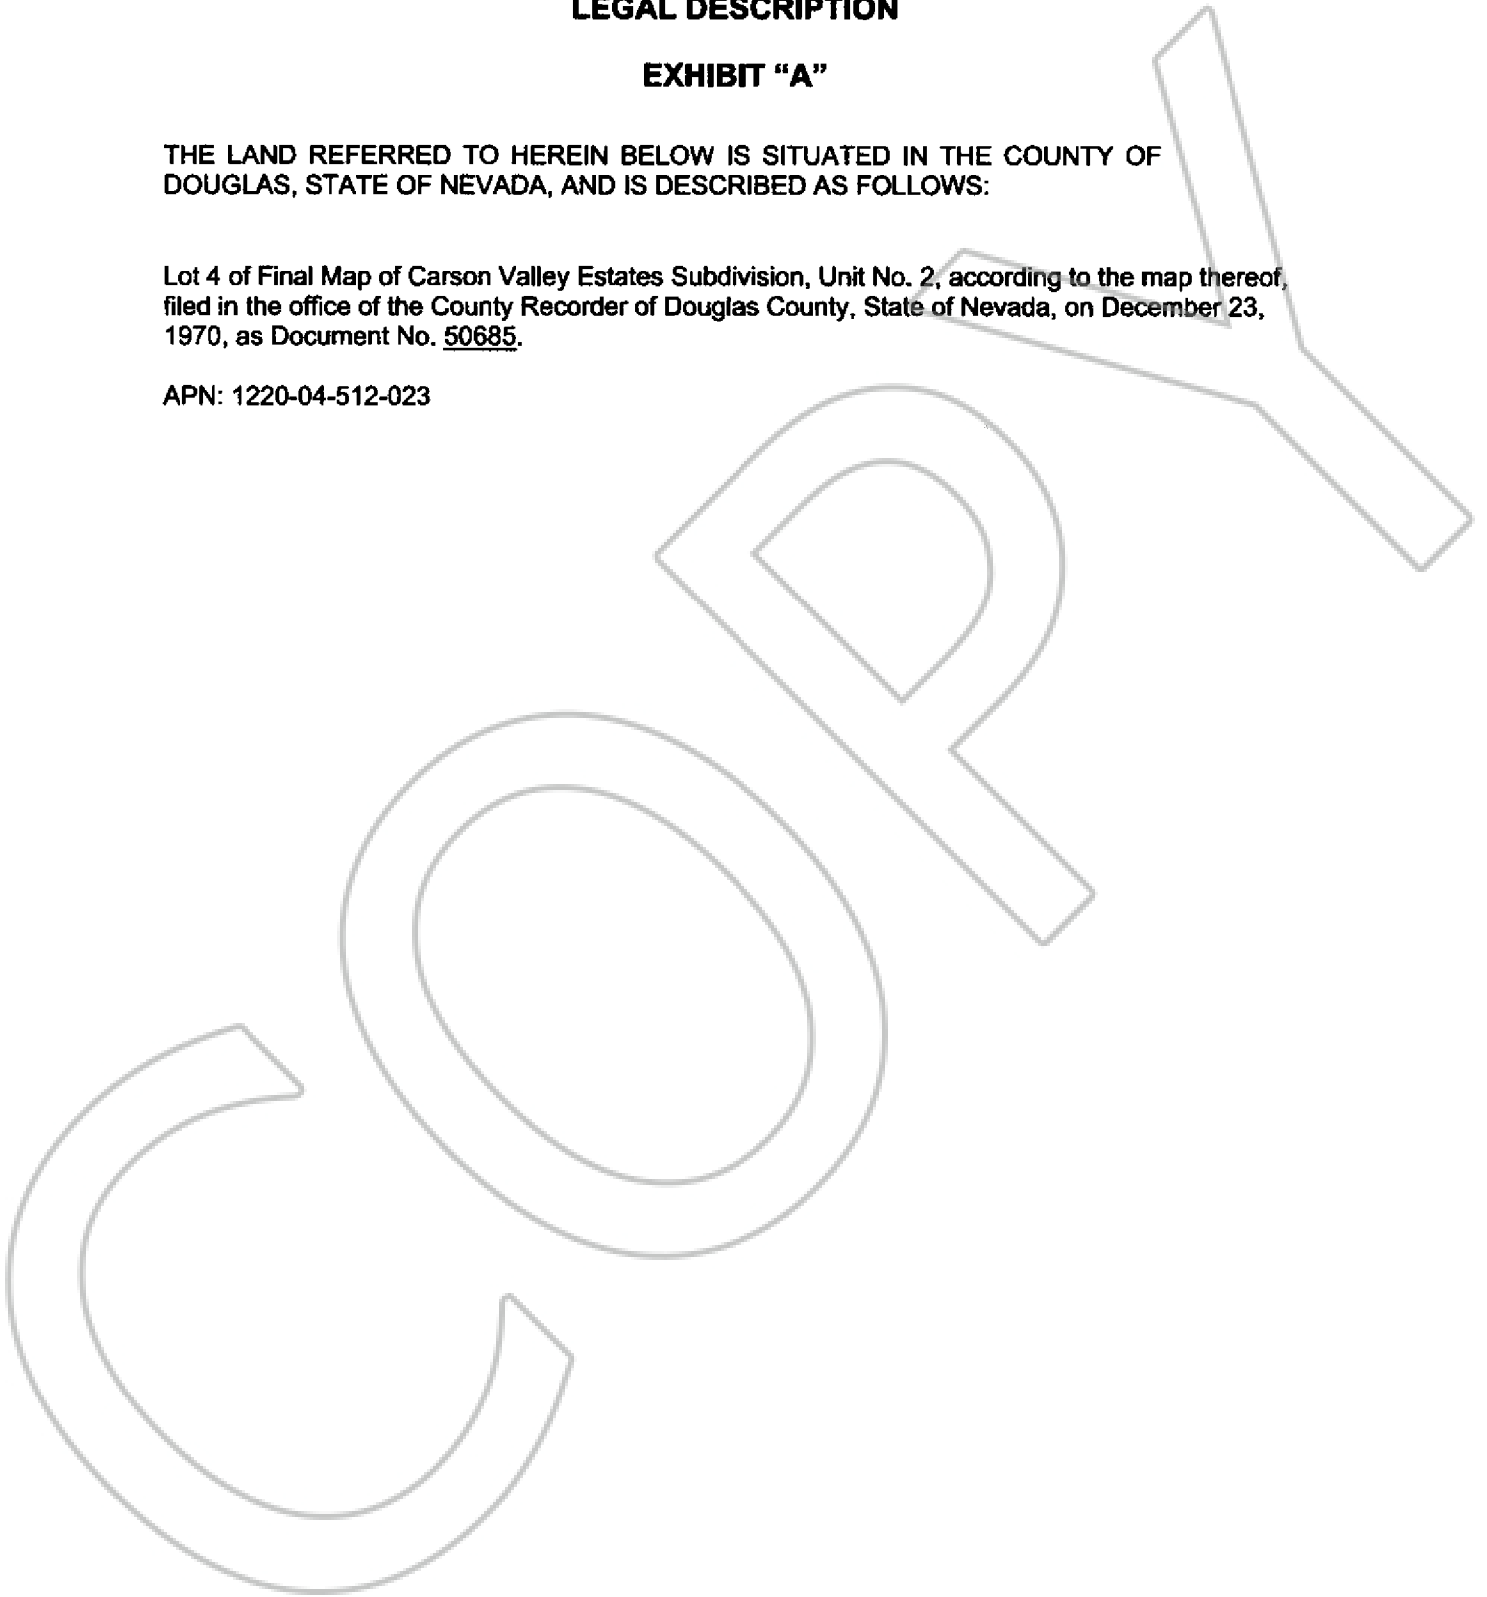 LEGAL DESCRIPTION
EXHIBIT “A”
THE LAND REFERRED TO HEREIN BELOW IS SITUATED IN THE COUNTY OF
DOUGLAS, STATE OF NEVADA, AND IS DESCRIBED AS FOLLOWS:
Lot 4 of Final Map of Carson Valley Estates Subdivision, Unit No. 2, according to the map thereof,
filed in the office of the County Recorder of Douglas County, State of Nevada, on December 23,
1970, as Document No. 50685.
APN: 1220-04-512-023
COPY